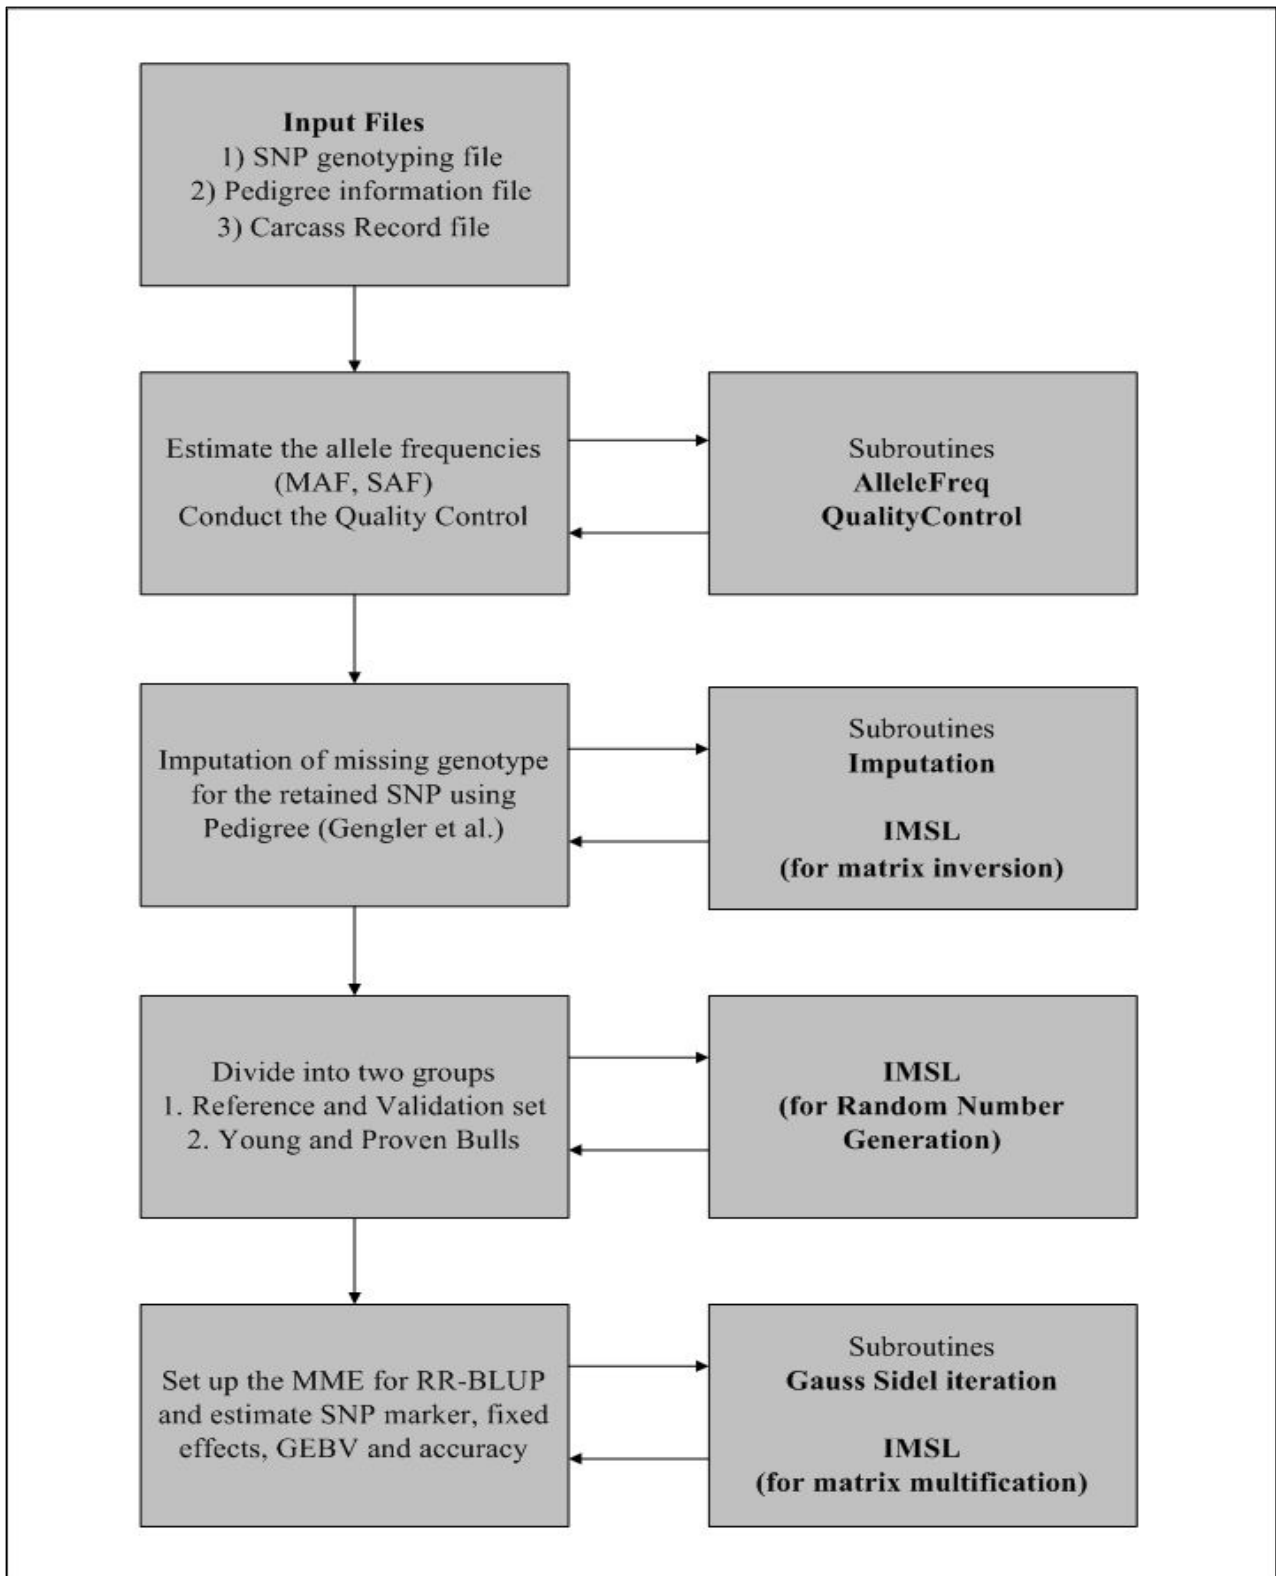 Input Files
1) SNP genotyping file
2) Pedigree information file
3) Carcass Record file
Estimate the allele frequencies
(MAF, SAF)
Conduct the Quality Control
Subroutines
AlleleFreq
QualityControl
Imputation of missing genotype
for the retained SNP using
Pedigree (Gengler et al.)
Subroutines
Imputation
IMSL
(for matrix inversion)
Divide into two groups
1. Reference and Validation set
2. Young and Proven Bulls
IMSL
(for Random Number
Generation)
Set up the MME for RR-BLUP
and estimate SNP marker, fixed
effects, GEBV and accuracy
Subroutines
Gauss Sidel iteration
IMSL
(for matrix multification)